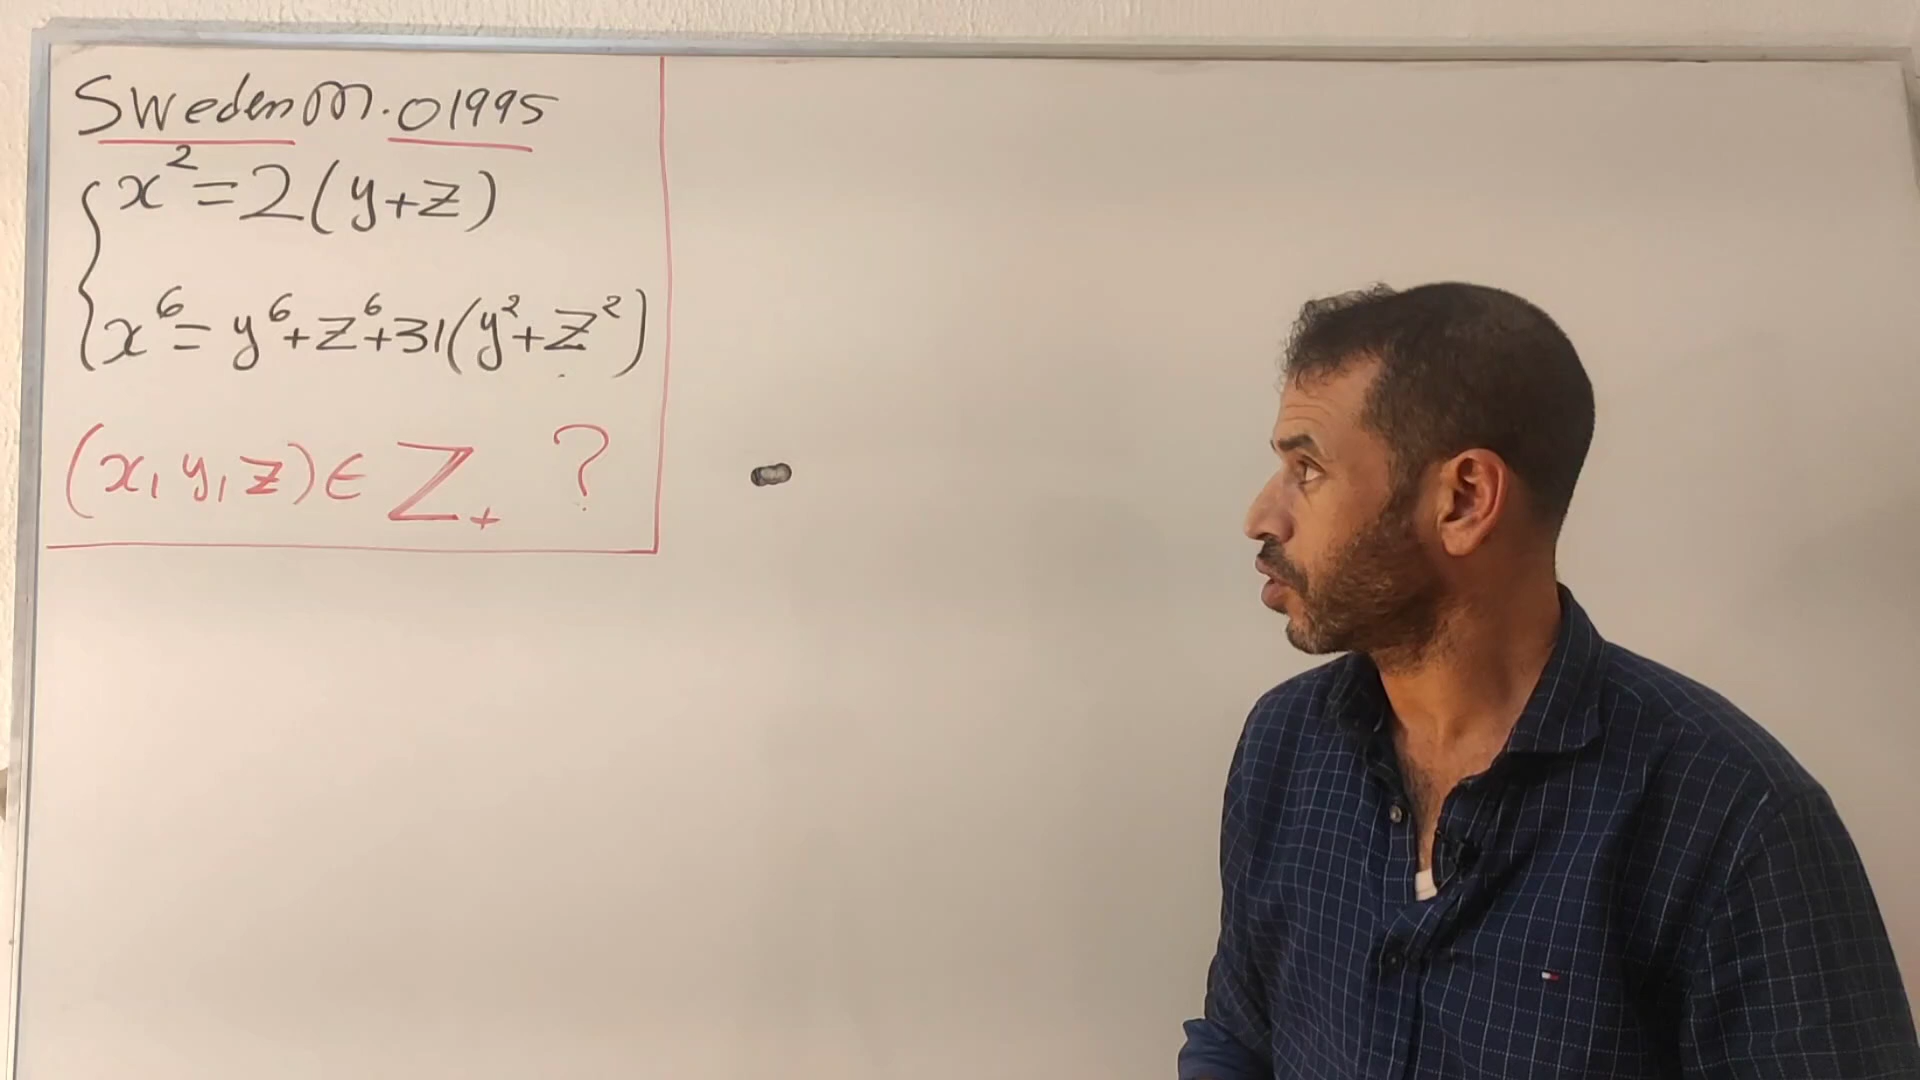 Sweden M.O1995
x²=2(y+z)
x⁶=y⁶+z⁶+31(y²+z²)
(x,y,z)∈ℤ₊ ?